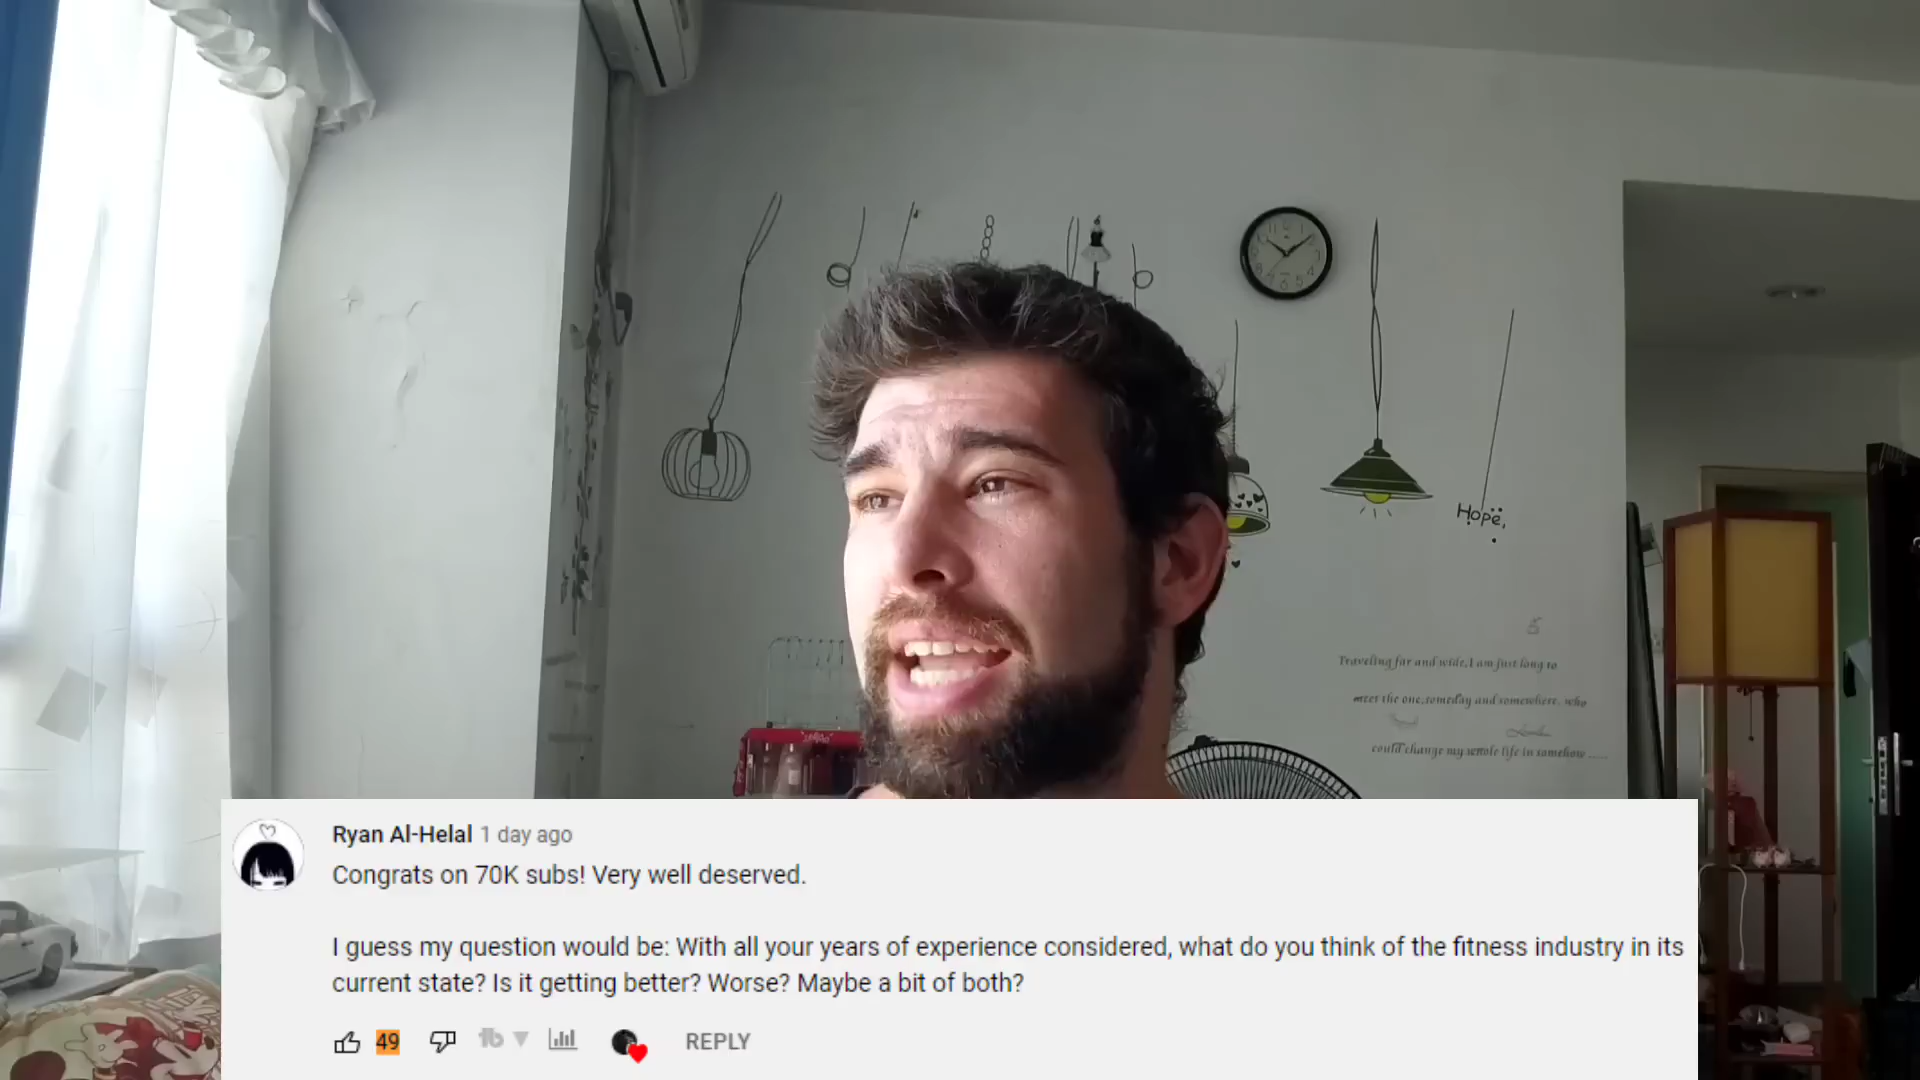 Hope,
Traveling far and wide, I am just long to
meet the one, someday and somewhere, who
could change my whole life in somehow ......
Ryan Al-Helal 1 day ago
Congrats on 70K subs! Very well deserved.
I guess my question would be: With all your years of experience considered, what do you think of the fitness industry in its
current state? Is it getting better? Worse? Maybe a bit of both?
49
REPLY